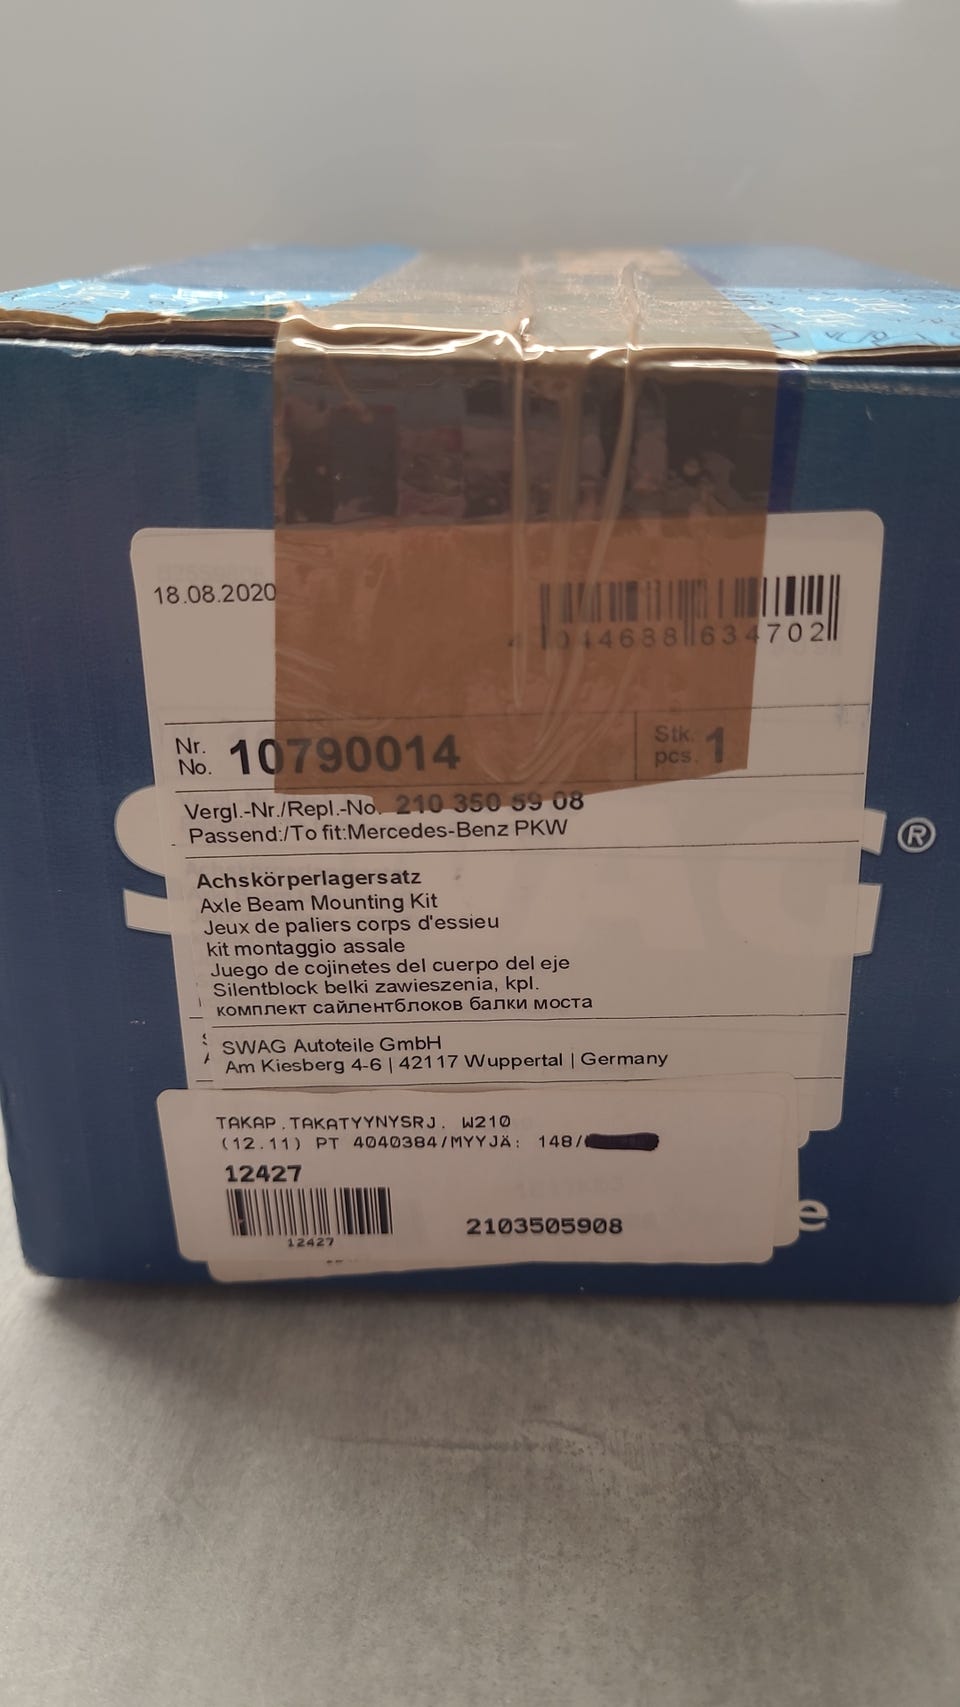 18.08.2020
4 044688 634702
Nr.
No. 10790014
Stk.
pcs. 1
Vergl.-Nr./Repl.-No. 210 350 59 08
Passend:/To fit:Mercedes-Benz PKW
Achskörperlagersatz
Axle Beam Mounting Kit
Jeux de paliers corps d'essieu
kit montaggio assale
Juego de cojinetes del cuerpo del eje
Silentblock belki zawieszenia, kpl.
комплект сайлентблоков балки моста
SWAG Autoteile GmbH
Am Kiesberg 4-6 | 42117 Wuppertal | Germany
TAKAP.TAKATYYNYSRJ. W210
(12.11) PT 4040384/MYYJÄ: 148/
12427
12427
2103505908
®
e